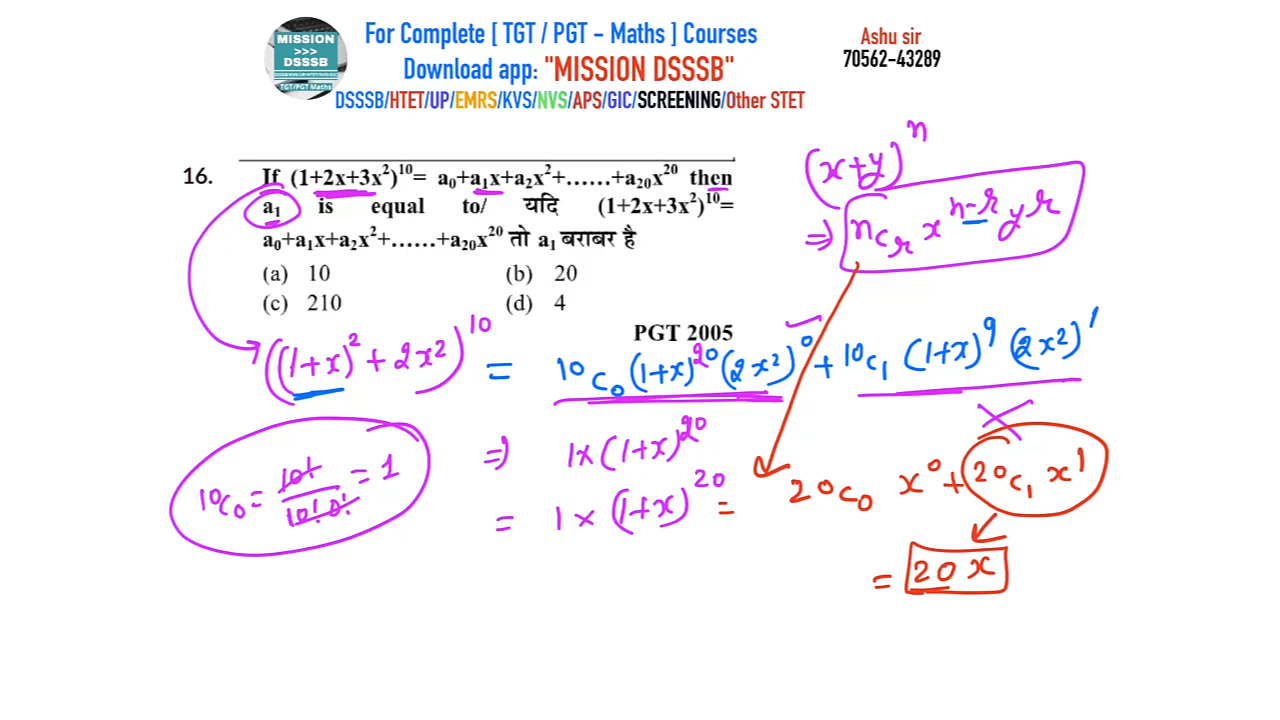 MISSION
>>>
DSSSB
TGT/PGT Maths
For Complete [ TGT / PGT - Maths ] Courses
Download app: "MISSION DSSSB"
DSSSB/HTET/UP/EMRS/KVS/NVS/APS/GIC/SCREENING/Other STET
Ashu sir
70562-43289
16. If (1+2x+3x²)¹⁰= a₀+a₁x+a₂x²+......+a₂₀x²⁰ then
a₁ is equal to/ यदि (1+2x+3x²)¹⁰=
a₀+a₁x+a₂x²+......+a₂₀x²⁰ तो a₁ बराबर है
(a) 10 (b) 20
(c) 210 (d) 4
PGT 2005
(x+y)ⁿ
⇒ ncᵣ xⁿ⁻ʳ yʳ
((1+x)² + 2x²)¹⁰ = ¹⁰C₀ (1+x)²⁰ (2x²)⁰ + ¹⁰C₁ (1+x)⁹ (2x²)¹
⇒ 1× (1+x)²⁰
¹⁰C₀ = 10!/10! 0! = 1
= 1 × (1+x)²⁰ = 20C₀ x⁰ + 20C₁ x¹
= 20 x